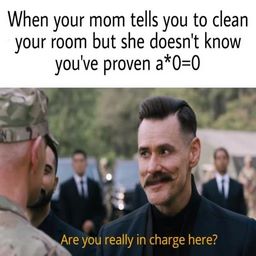 When your mom tells you to clean
your room but she doesn't know
you've proven a*0=0
Are you really in charge here?